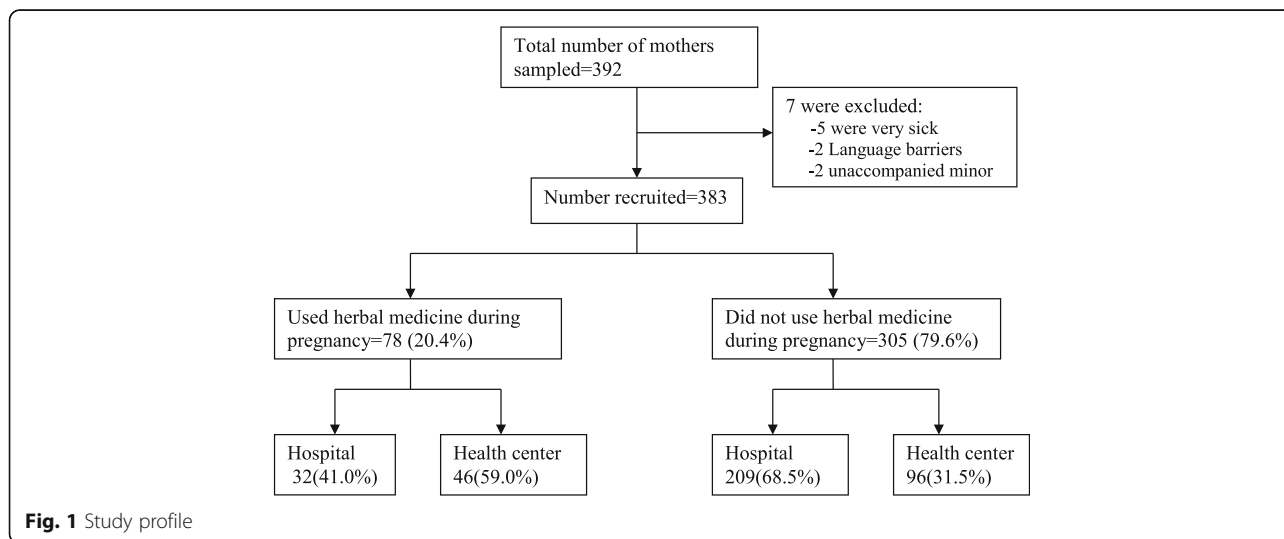 Total number of mothers
sampled=392
7 were excluded:
-5 were very sick
-2 Language barriers
-2 unaccompanied minor
Number recruited=383
Used herbal medicine during
pregnancy=78 (20.4%)
Did not use herbal medicine
during pregnancy=305 (79.6%)
Hospital
32(41.0%)
Health center
46(59.0%)
Hospital
209(68.5%)
Health center
96(31.5%)
Fig. 1 Study profile